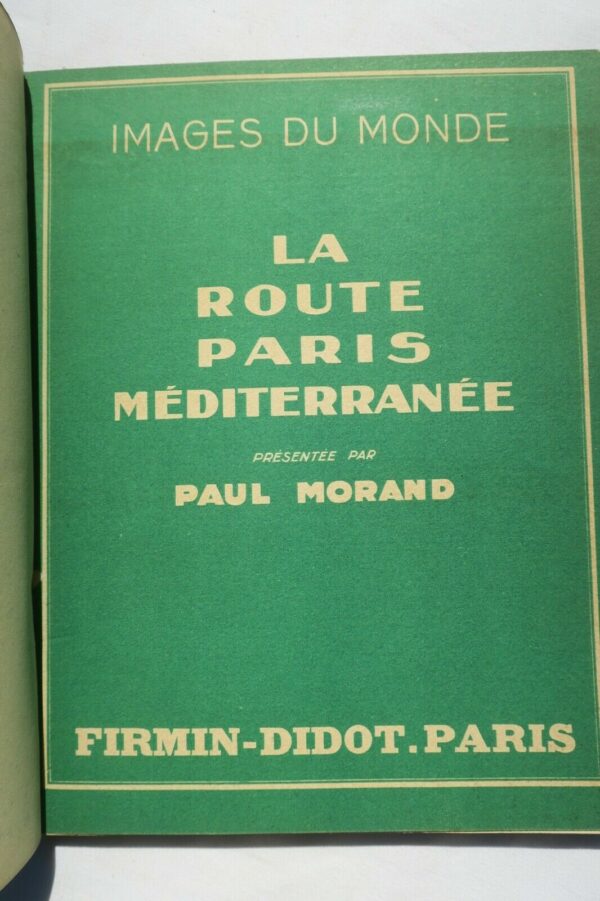 IMAGES DU MONDE
LA
ROUTE
PARIS
MÉDITERRANÉE
PRÉSENTÉE PAR
PAUL MORAND
FIRMIN-DIDOT.PARIS